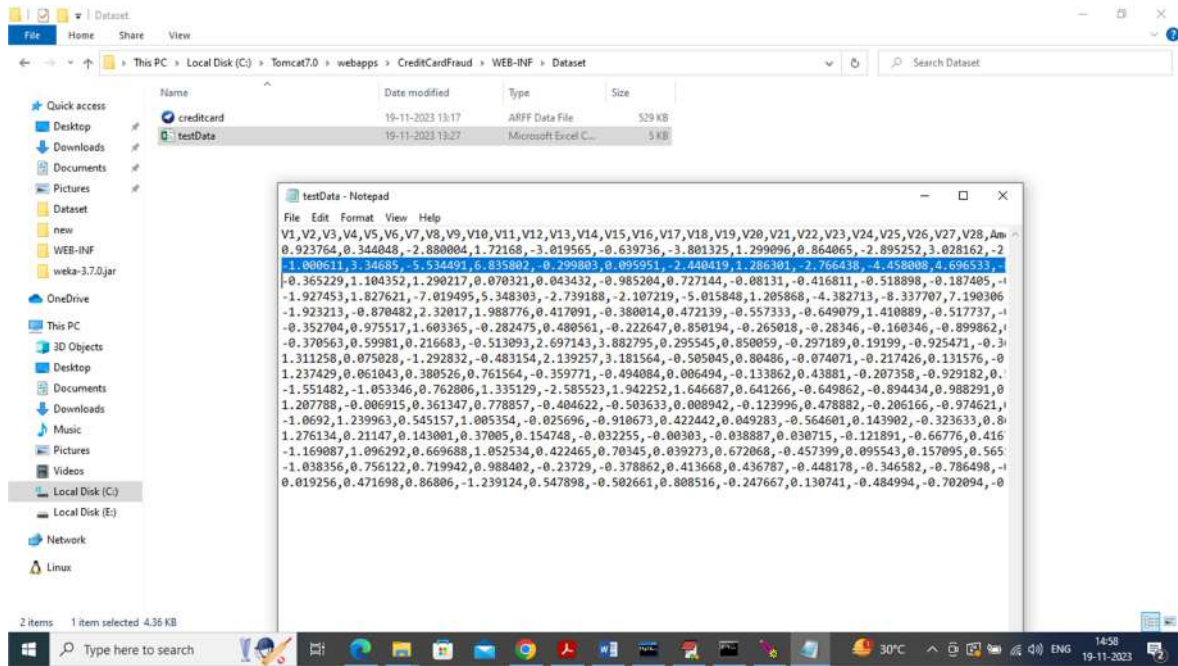 Dataset
File Home Share View
This PC > Local Disk (C:) > Tomcat7.0 > webapps > CreditCardFraud > WEB-INF > Dataset
Search Dataset
Name Date modified Type Size
creditcard 19-11-2023 13:17 ARFF Data File 529 KB
testData 19-11-2023 13:27 Microsoft Excel C... 5 KB
Quick access
Desktop
Downloads
Documents
Pictures
Dataset
new
WEB-INF
weka-3.7.0.jar
OneDrive
This PC
3D Objects
Desktop
Documents
Downloads
Music
Pictures
Videos
Local Disk (C:)
Local Disk (E:)
Network
Linux
testData - Notepad
File Edit Format View Help
V1,V2,V3,V4,V5,V6,V7,V8,V9,V10,V11,V12,V13,V14,V15,V16,V17,V18,V19,V20,V21,V22,V23,V24,V25,V26,V27,V28,Am
0.923764,0.344048,-2.880004,1.72168,-3.019565,-0.639736,-3.801325,1.299096,0.864065,-2.895252,3.028162,-2
-1.000611,3.34685,-5.534491,6.835802,-0.299803,0.095951,-2.440419,1.286301,-2.766438,-4.458008,4.696533,-
-0.365229,1.104352,1.290217,0.070321,0.043432,-0.985204,0.727144,-0.08131,-0.416811,-0.518898,-0.187405,-
-1.927453,1.827621,-7.019495,5.348303,-2.739188,-2.107219,-5.015848,1.205868,-4.382713,-8.337707,7.190306
-1.923213,-0.870482,2.32017,1.988776,0.417091,-0.380014,0.472139,-0.557333,-0.649079,1.410889,-0.517737,-
-0.352704,0.975517,1.603365,-0.282475,0.480561,-0.222647,0.850194,-0.265018,-0.28346,-0.160346,-0.899862,
-0.370563,0.59981,0.216683,-0.513093,2.697143,3.882795,0.295545,0.850059,-0.297189,0.19199,-0.925471,-0.3
1.311258,0.075028,-1.292832,-0.483154,2.139257,3.181564,-0.505045,0.80486,-0.074071,-0.217426,0.131576,-0
1.237429,0.061043,0.380526,0.761564,-0.359771,-0.494084,0.006494,-0.133862,0.43881,-0.207358,-0.929182,0.
-1.551482,-1.053346,0.762806,1.335129,-2.585523,1.942252,1.646687,0.641266,-0.649862,-0.894434,0.988291,0
1.207788,-0.006915,0.361347,0.778857,-0.404622,-0.503633,0.008942,-0.123996,0.478882,-0.206166,-0.974621,
-1.0692,1.239963,0.545157,1.005354,-0.025696,-0.910673,0.422442,0.049283,-0.564601,0.143902,-0.323633,0.8
1.276134,0.21147,0.143001,0.37005,0.154748,-0.032255,-0.00303,-0.038887,0.030715,-0.121891,-0.66776,0.416
-1.169087,1.096292,0.669688,1.052534,0.422465,0.70345,0.039273,0.672068,-0.457399,0.095543,0.157095,0.565
-1.038356,0.756122,0.719942,0.988402,-0.23729,-0.378862,0.413668,0.436787,-0.448178,-0.346582,-0.786498,-
0.019256,0.471698,0.86806,-1.239124,0.547898,-0.502661,0.808516,-0.247667,0.130741,-0.484994,-0.702094,-0
2 items 1 item selected 4.36 KB
Type here to search
30°C ENG 14:58
19-11-2023